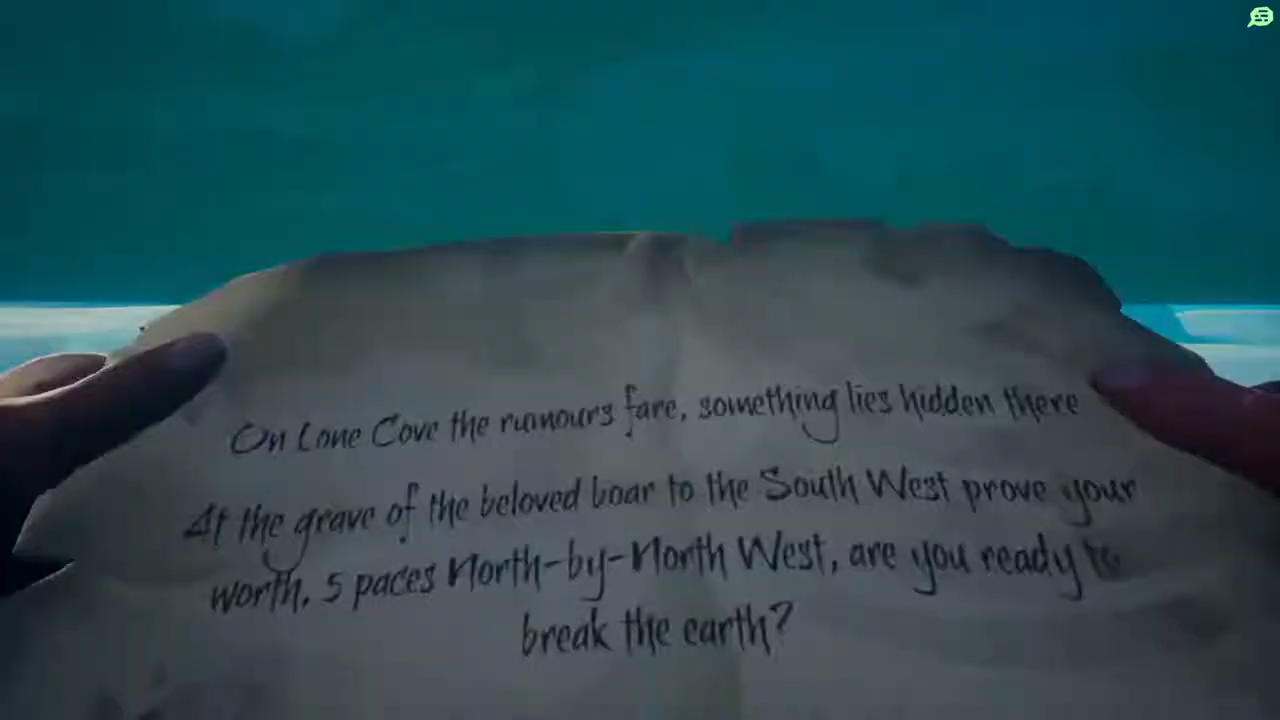 On Lone Cove the rumours fare, something lies hidden there
At the grave of the beloved boar to the South West prove your
worth, 5 paces North-by-North West, are you ready to
break the earth?